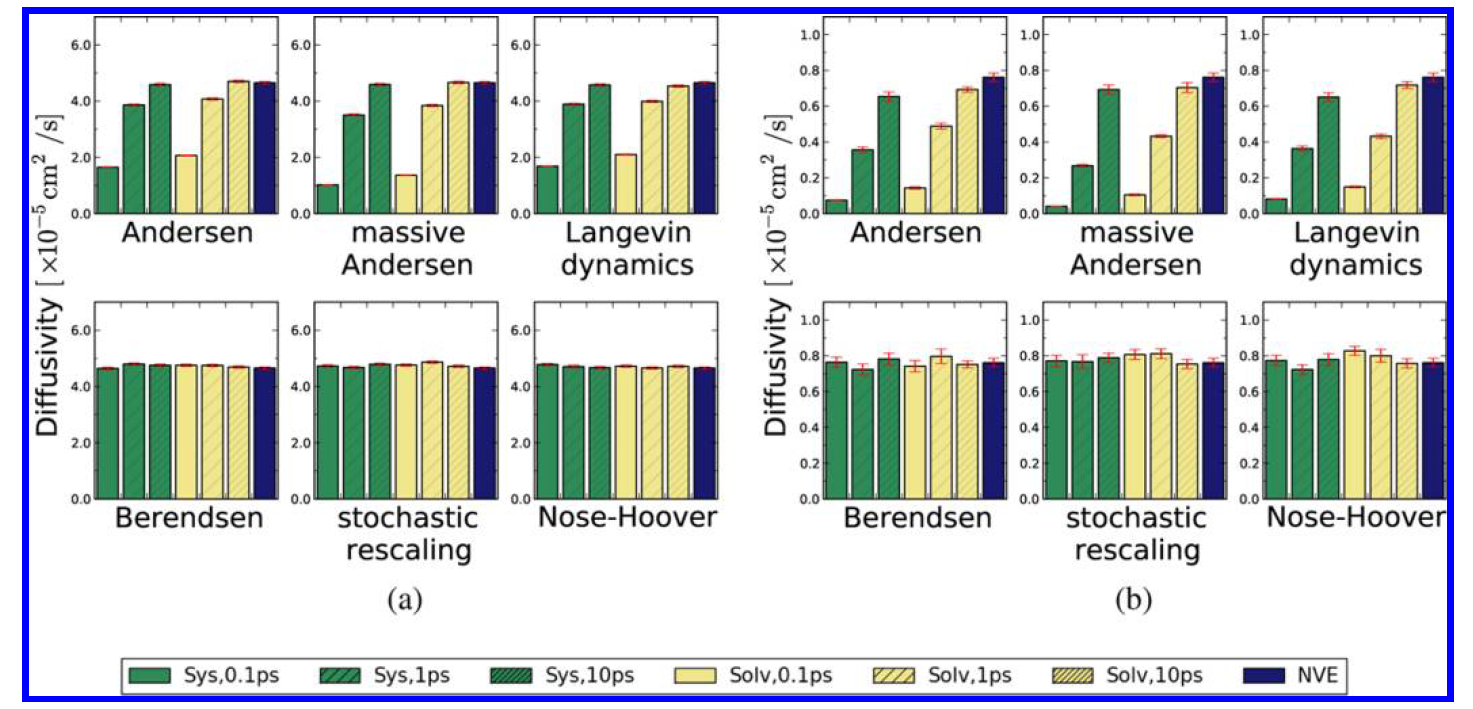 Diffusivity [ ×10⁻⁵ cm² /s]
6.0
4.0
2.0
0.0
Andersen
6.0
4.0
2.0
0.0
massive
Andersen
6.0
4.0
2.0
0.0
Langevin
dynamics
6.0
4.0
2.0
0.0
Berendsen
6.0
4.0
2.0
0.0
stochastic
rescaling
6.0
4.0
2.0
0.0
Nose-Hoover
(a)
Diffusivity [ ×10⁻⁵ cm² /s]
1.0
0.8
0.6
0.4
0.2
0.0
Andersen
1.0
0.8
0.6
0.4
0.2
0.0
massive
Andersen
1.0
0.8
0.6
0.4
0.2
0.0
Langevin
dynamics
1.0
0.8
0.6
0.4
0.2
0.0
Berendsen
1.0
0.8
0.6
0.4
0.2
0.0
stochastic
rescaling
1.0
0.8
0.6
0.4
0.2
0.0
Nose-Hoover
(b)
Sys,0.1ps Sys,1ps Sys,10ps Solv,0.1ps Solv,1ps Solv,10ps NVE